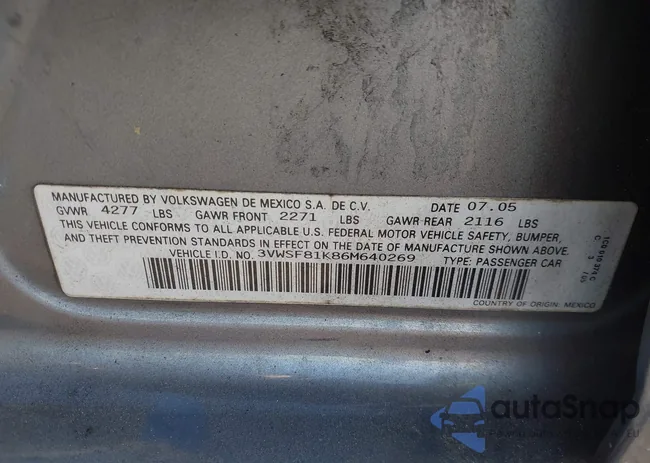 MANUFACTURED BY VOLKSWAGEN DE MEXICO S.A. DE C.V. DATE 07.05
GVWR 4277 LBS GAWR FRONT 2271 LBS GAWR REAR 2116 LBS
THIS VEHICLE CONFORMS TO ALL APPLICABLE U.S. FEDERAL MOTOR VEHICLE SAFETY, BUMPER,
AND THEFT PREVENTION STANDARDS IN EFFECT ON THE DATE OF MANUFACTURE SHOWN ABOVE.
VEHICLE I.D. NO. 3VWSF81K86M640269 TYPE: PASSENGER CAR
COUNTRY OF ORIGIN: MEXICO
autoSnap